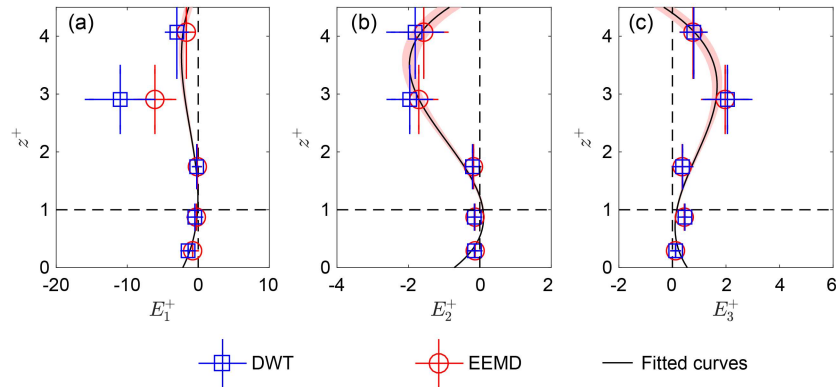 (a) (b) (c)
4 4 4
3 3 3
z⁺ z⁺ z⁺
2 2 2
1 1 1
0 0 0
-20 -10 0 10 -4 -2 0 2 -2 0 2 4 6
E₁⁺ E₂⁺ E₃⁺
DWT EEMD Fitted curves